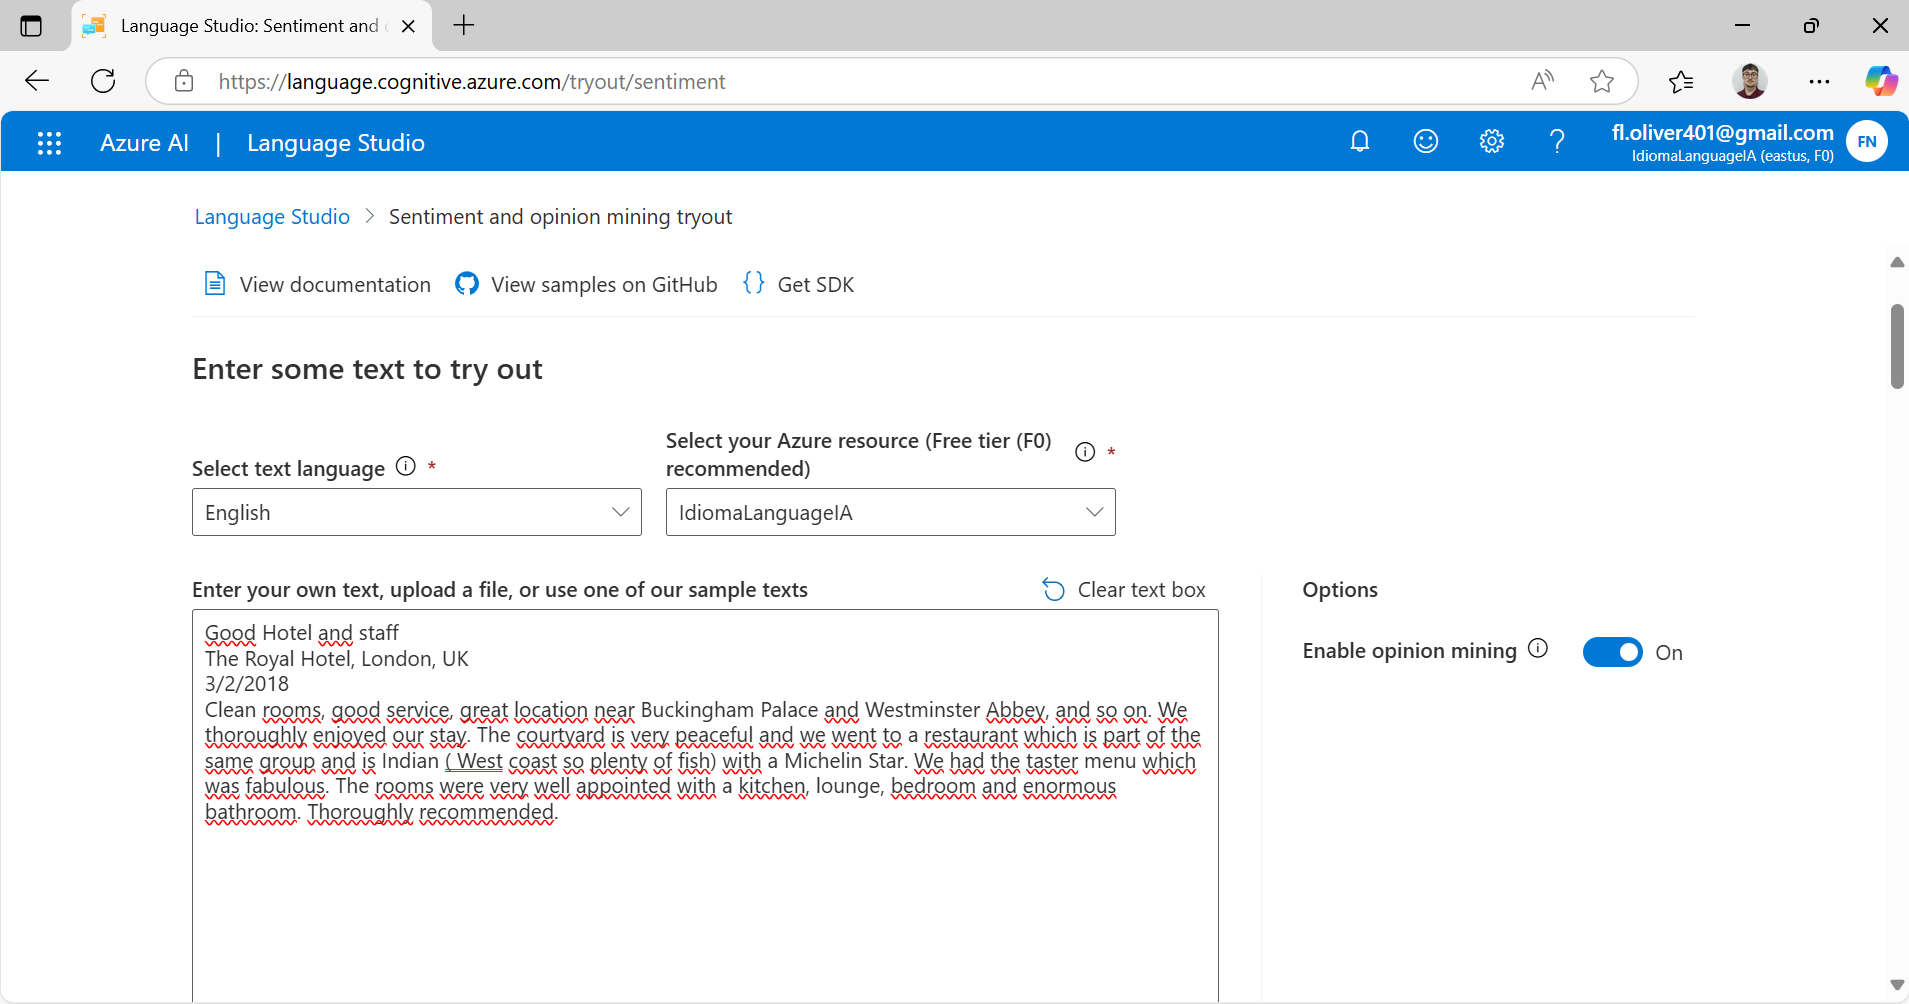 Language Studio: Sentiment and
https://language.cognitive.azure.com/tryout/sentiment
Azure AI | Language Studio
fl.oliver401@gmail.com
IdiomaLanguageIA (eastus, F0)
FN
Language Studio > Sentiment and opinion mining tryout
View documentation View samples on GitHub {} Get SDK
Enter some text to try out
Select text language *
Select your Azure resource (Free tier (F0)
recommended) *
English
IdiomaLanguageIA
Enter your own text, upload a file, or use one of our sample texts
Clear text box
Good Hotel and staff
The Royal Hotel, London, UK
3/2/2018
Clean rooms, good service, great location near Buckingham Palace and Westminster Abbey, and so on. We
thoroughly enjoyed our stay. The courtyard is very peaceful and we went to a restaurant which is part of the
same group and is Indian ( West coast so plenty of fish) with a Michelin Star. We had the taster menu which
was fabulous. The rooms were very well appointed with a kitchen, lounge, bedroom and enormous
bathroom. Thoroughly recommended.
Options
Enable opinion mining On